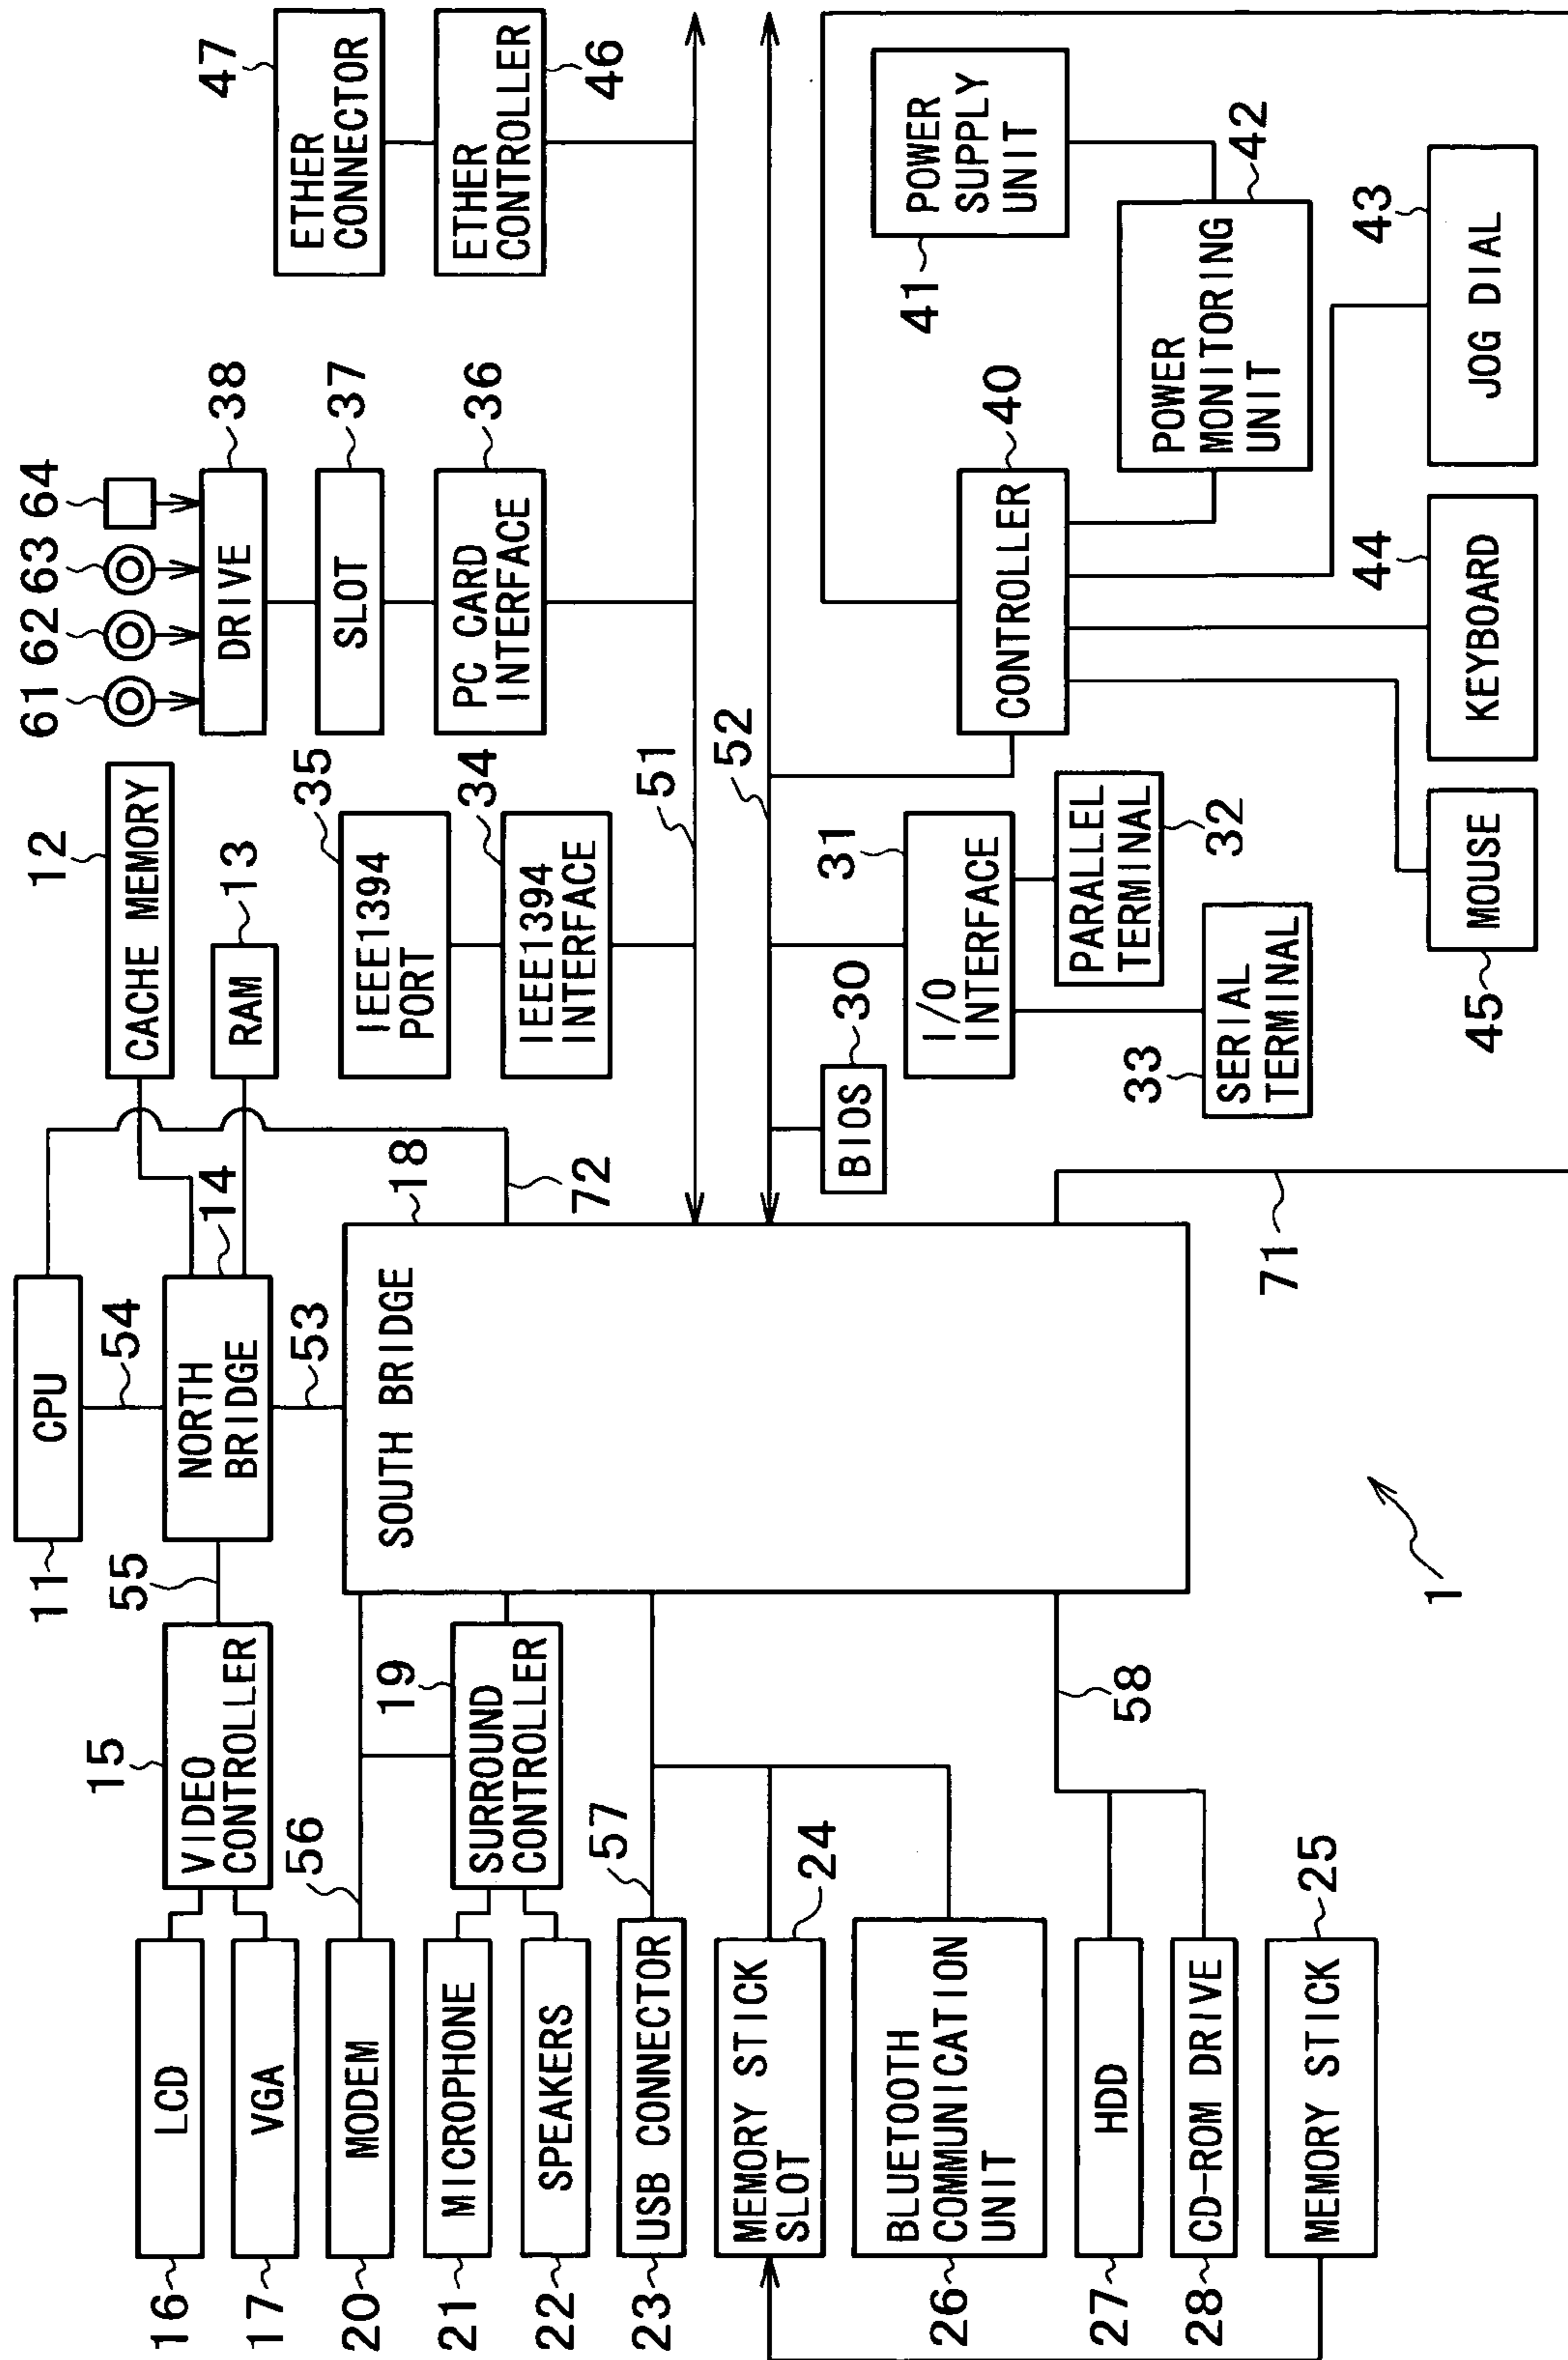 CPU
11
54
NORTH
BRIDGE
14
53
55
VIDEO
CONTROLLER
15
LCD
16
VGA
17
CACHE MEMORY
12
RAM
13
SOUTH BRIDGE
18
72
71
56
MODEM
20
SURROUND
CONTROLLER
19
MICROPHONE
21
SPEAKERS
22
57
USB CONNECTOR
23
MEMORY STICK
SLOT
24
BLUETOOTH
COMMUNICATION
UNIT
26
58
HDD
27
CD-ROM DRIVE
28
MEMORY STICK
25
1
IEEE1394
PORT
35
IEEE1394
INTERFACE
34
61
62
63
64
DRIVE
38
SLOT
37
PC CARD
INTERFACE
36
ETHER
CONNECTOR
47
ETHER
CONTROLLER
46
51
52
BIOS
30
I/O
INTERFACE
31
PARALLEL
TERMINAL
32
SERIAL
TERMINAL
33
CONTROLLER
40
POWER
SUPPLY
UNIT
41
POWER
MONITORING
UNIT
42
MOUSE
45
KEYBOARD
44
JOG DIAL
43